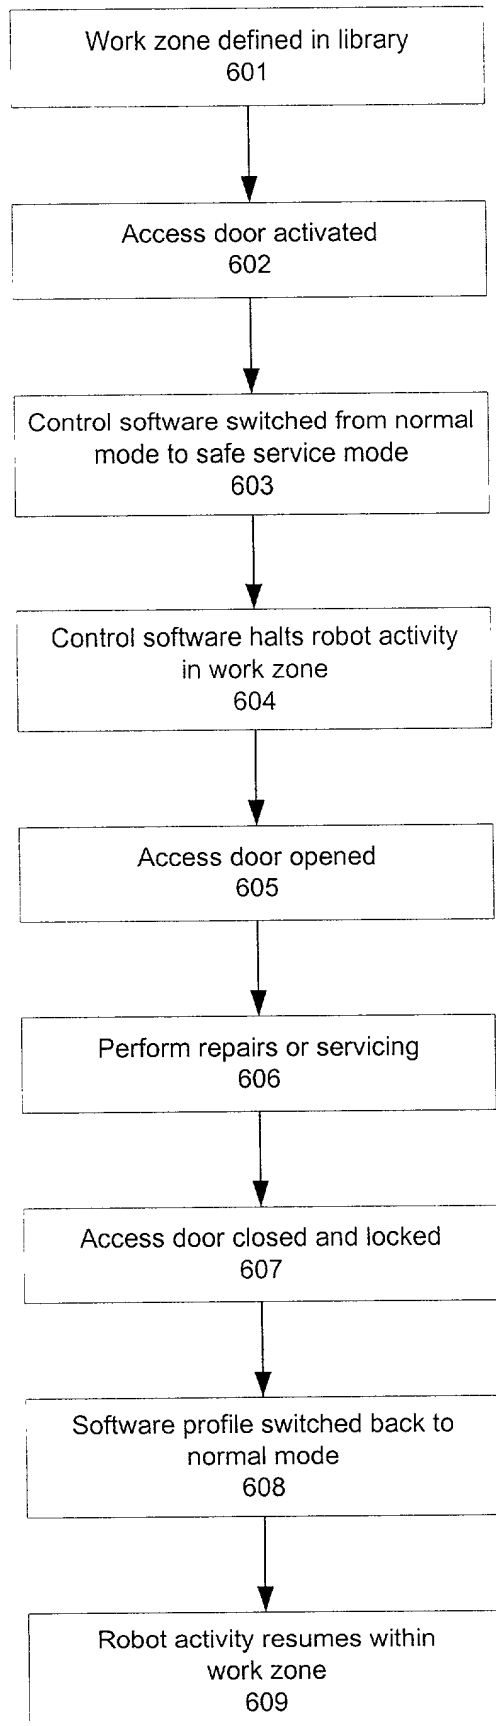 Work zone defined in library
601
Access door activated
602
Control software switched from normal
mode to safe service mode
603
Control software halts robot activity
in work zone
604
Access door opened
605
Perform repairs or servicing
606
Access door closed and locked
607
Software profile switched back to
normal mode
608
Robot activity resumes within
work zone
609